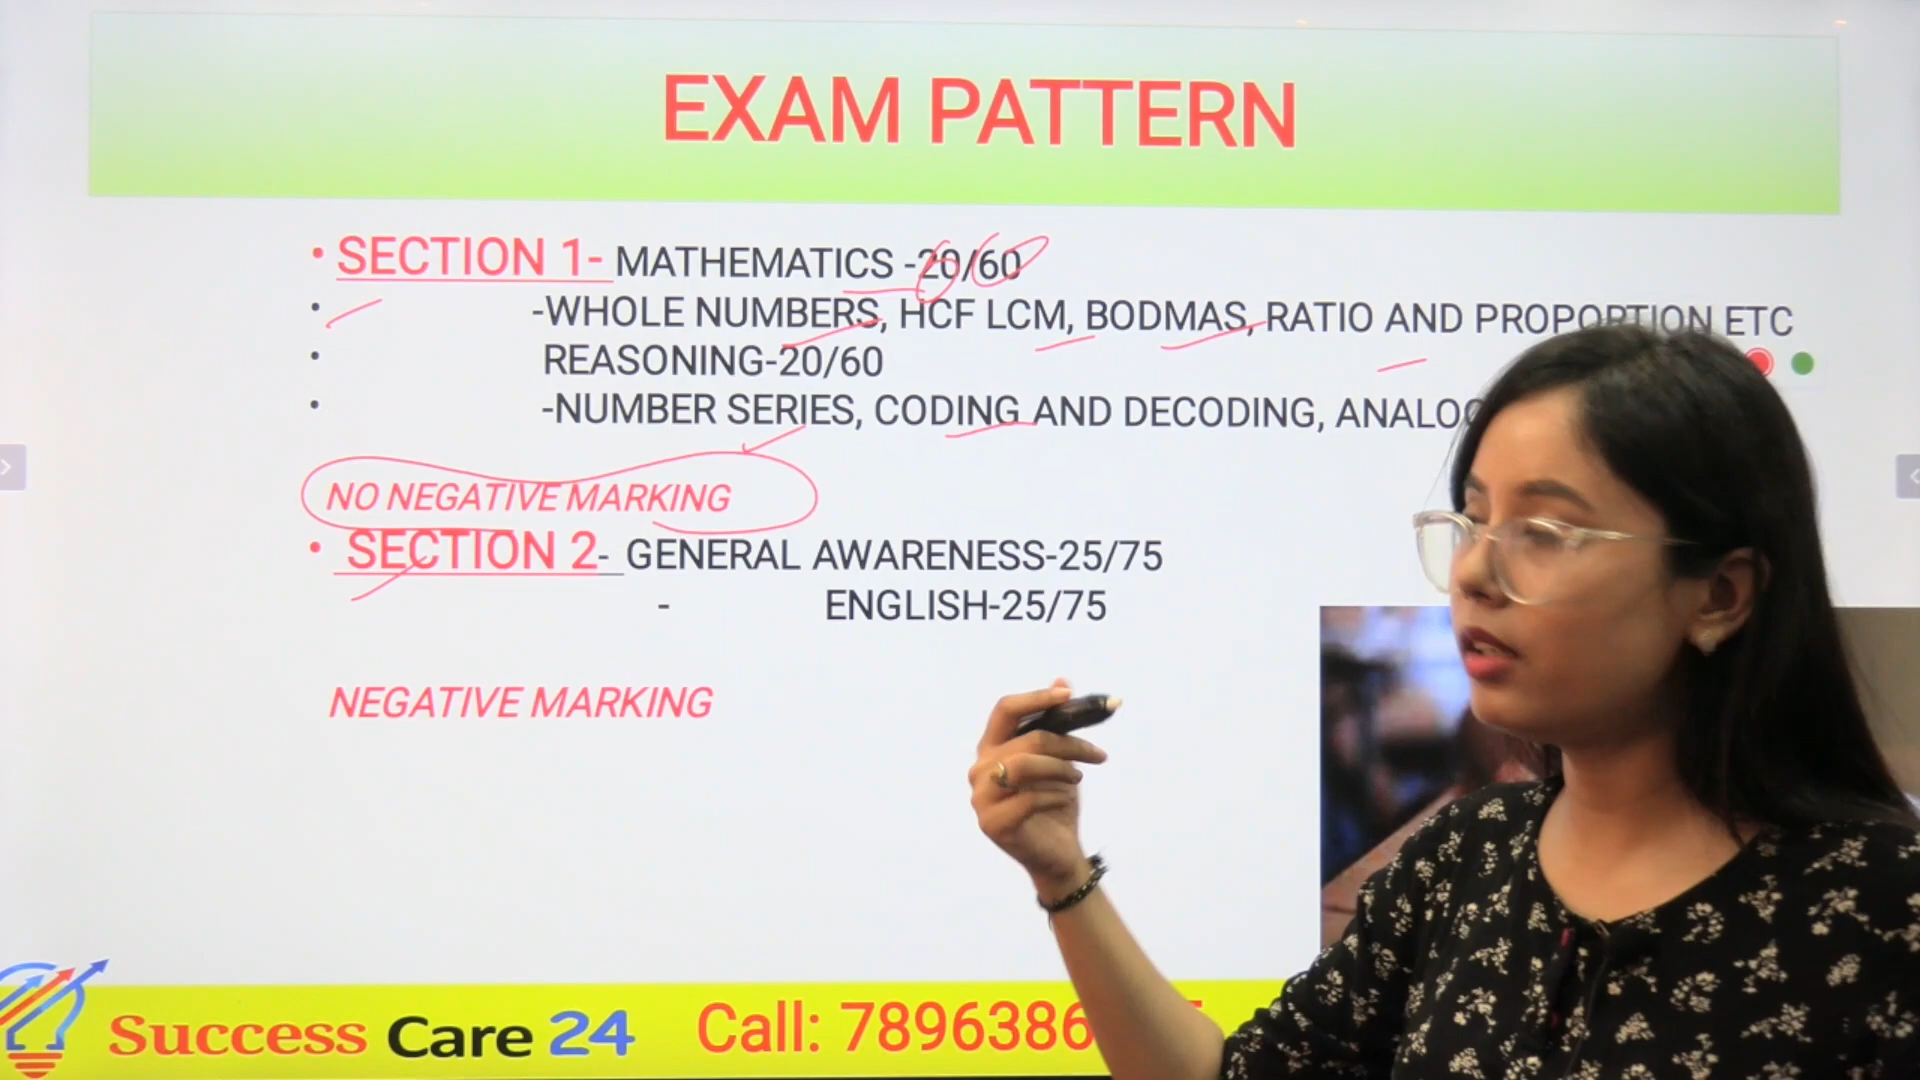 EXAM PATTERN
• SECTION 1- MATHEMATICS -20/60
• -WHOLE NUMBERS, HCF LCM, BODMAS, RATIO AND PROPORTION ETC
• REASONING-20/60
• -NUMBER SERIES, CODING AND DECODING,
NO NEGATIVE MARKING
• SECTION 2- GENERAL AWARENESS-25/75
- ENGLISH-25/75
NEGATIVE MARKING
Success Care 24 Call: